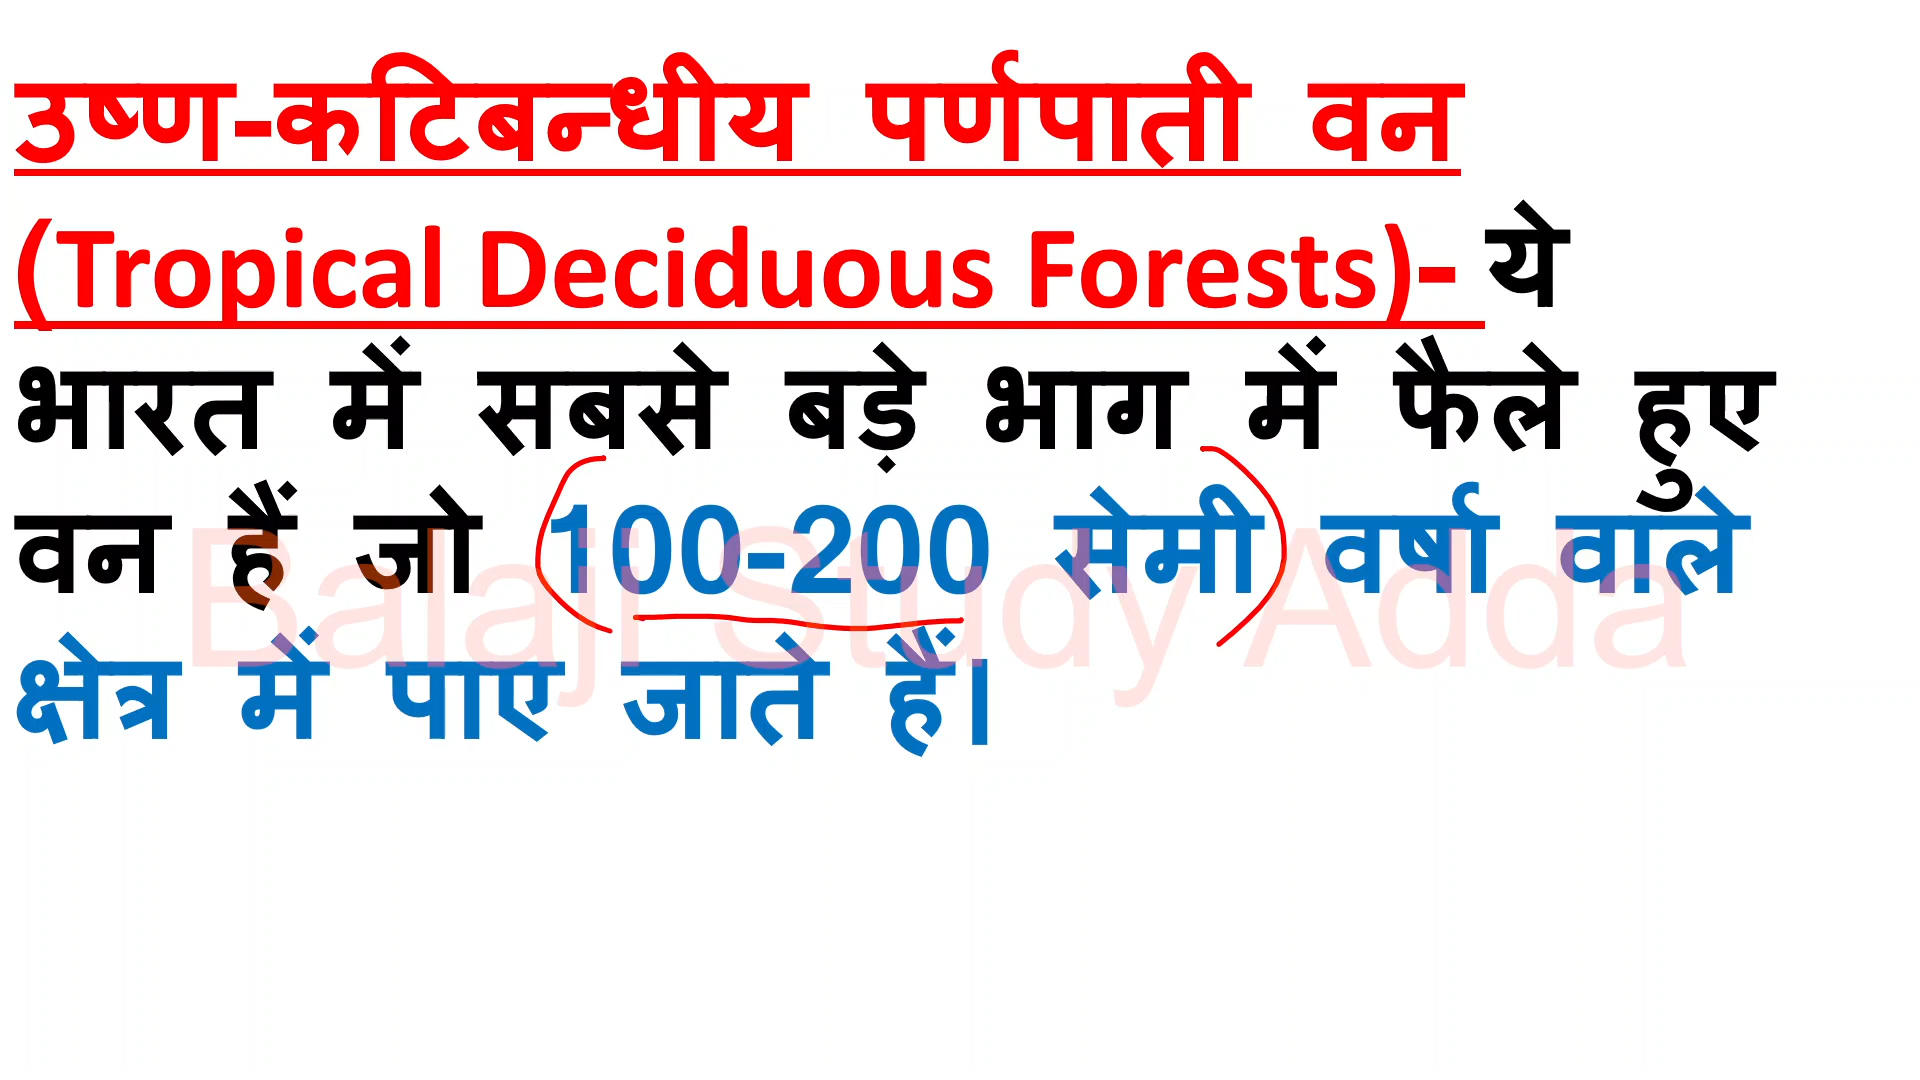 उष्ण-कटिबन्धीय पर्णपाती वन
(Tropical Deciduous Forests)- ये
भारत में सबसे बड़े भाग में फैले हुए
वन हैं जो 100-200 सेमी वर्षा वाले
Balaji Study Adda
क्षेत्र में पाए जाते हैं।